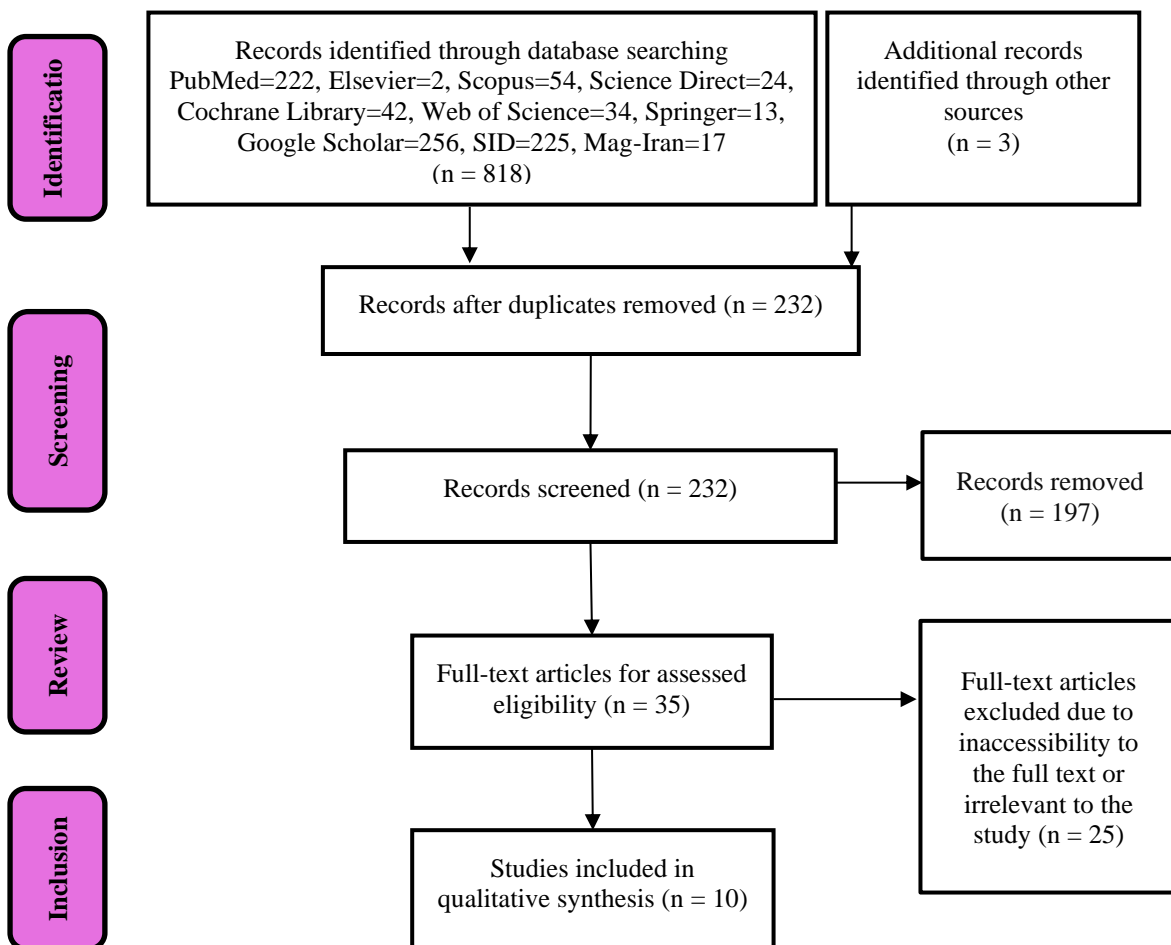 Identificatio
Records identified through database searching
PubMed=222, Elsevier=2, Scopus=54, Science Direct=24,
Cochrane Library=42, Web of Science=34, Springer=13,
Google Scholar=256, SID=225, Mag-Iran=17
(n = 818)
Additional records
identified through other
sources
(n = 3)
Records after duplicates removed (n = 232)
Screening
Records screened (n = 232)
Records removed
(n = 197)
Review
Full-text articles for assessed
eligibility (n = 35)
Full-text articles
excluded due to
inaccessibility to
the full text or
irrelevant to the
study (n = 25)
Inclusion
Studies included in
qualitative synthesis (n = 10)